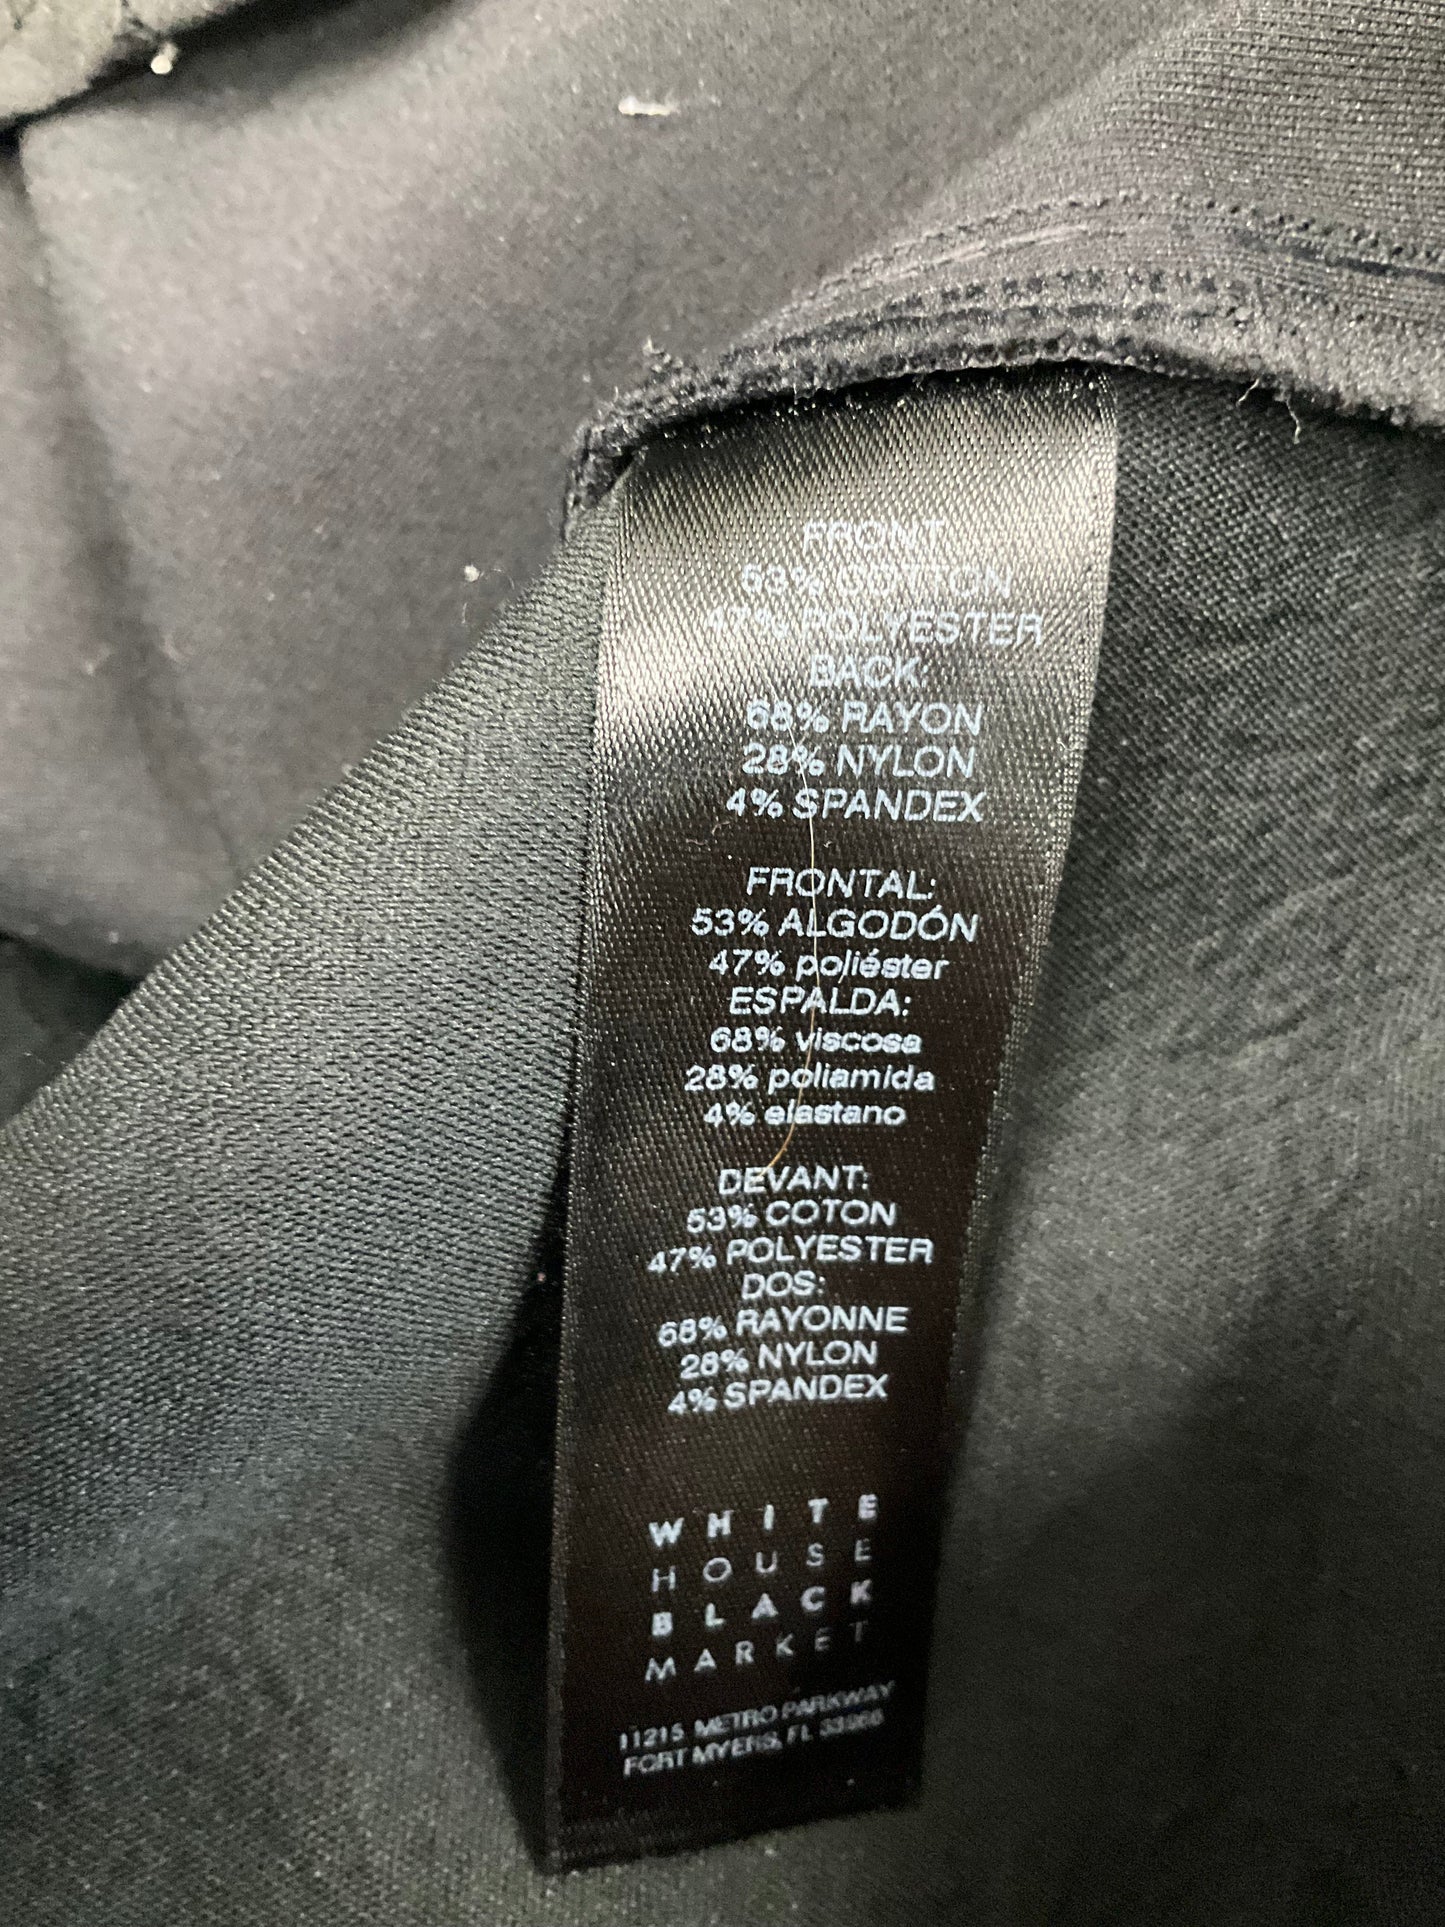 FRONT
53% COTTON
47% POLYESTER
BACK:
68% RAYON
28% NYLON
4% SPANDEX
FRONTAL:
53% ALGODÓN
47% poliéster
ESPALDA:
68% viscosa
28% poliamida
4% elastano
DEVANT:
53% COTON
47% POLYESTER
DOS:
68% RAYONNE
28% NYLON
4% SPANDEX
WHITE
HOUSE
BLACK
MARKET
11215 METRO PARKWAY
FORT MYERS, FL 33966